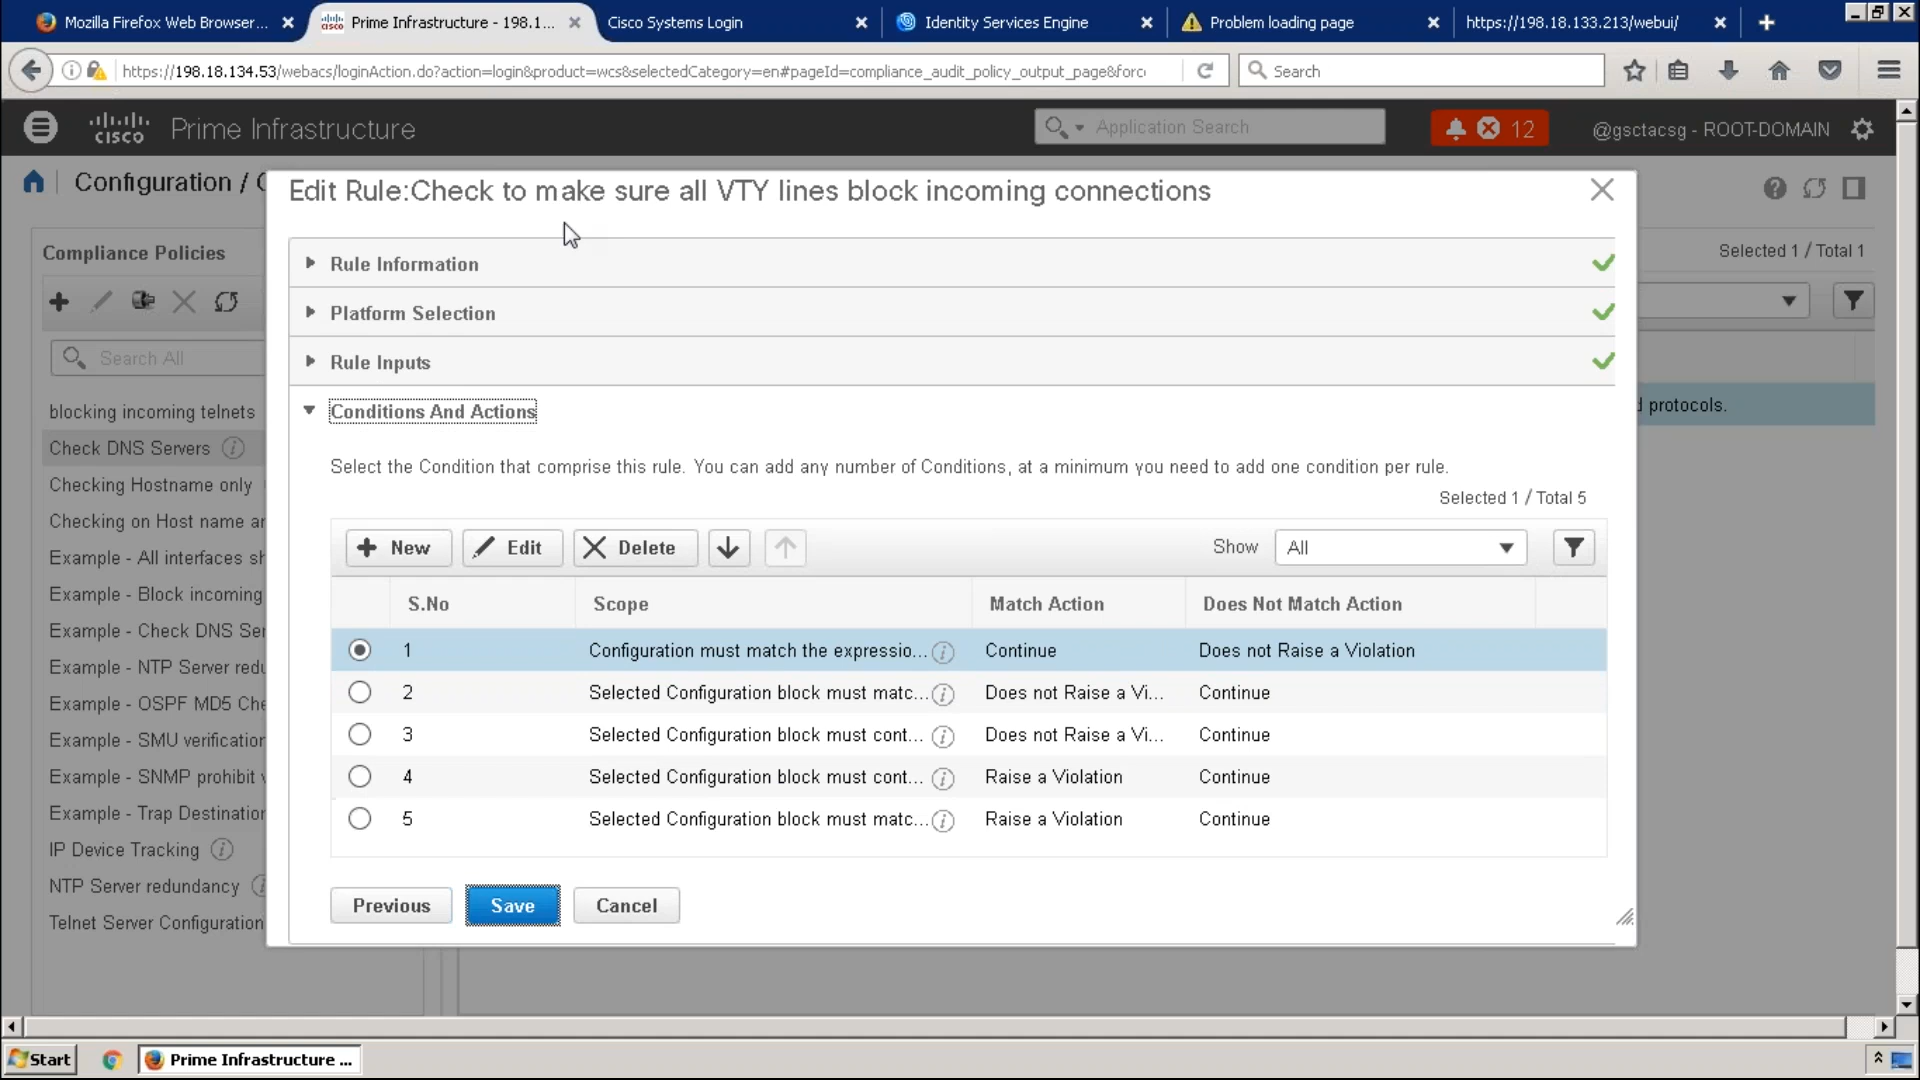 Mozilla Firefox Web Browser...
Prime Infrastructure - 198.1...
Cisco Systems Login
Identity Services Engine
Problem loading page
https://198.18.133.213/webui/
https://198.18.134.53/webacs/loginAction.do?action=login&product=wcs&selectedCategory=en#pageId=compliance_audit_policy_output_page&forc
Search
cisco
Prime Infrastructure
Application Search
12
@gsctacsg - ROOT-DOMAIN
Configuration /
Edit Rule:Check to make sure all VTY lines block incoming connections
Compliance Policies
Selected 1 / Total 1
Rule Information
Platform Selection
Search All
Rule Inputs
protocols.
blocking incoming telnets
Conditions And Actions
Check DNS Servers
Select the Condition that comprise this rule. You can add any number of Conditions, at a minimum you need to add one condition per rule.
Checking Hostname only
Selected 1 / Total 5
Checking on Host name ar
New
Edit
Delete
Show
All
Example - All interfaces sh
Example - Block incoming
S.No
Scope
Match Action
Does Not Match Action
Example - Check DNS Ser
1
Configuration must match the expressio...
Continue
Does not Raise a Violation
Example - NTP Server redu
2
Selected Configuration block must matc...
Does not Raise a Vi...
Continue
Example - OSPF MD5 Che
3
Selected Configuration block must cont...
Does not Raise a Vi...
Continue
Example - SMU verification
4
Selected Configuration block must cont...
Raise a Violation
Continue
Example - SNMP prohibit v
5
Selected Configuration block must matc...
Raise a Violation
Continue
Example - Trap Destination
IP Device Tracking
NTP Server redundancy
Telnet Server Configuration
Previous
Save
Cancel
Start
Prime Infrastructure ...